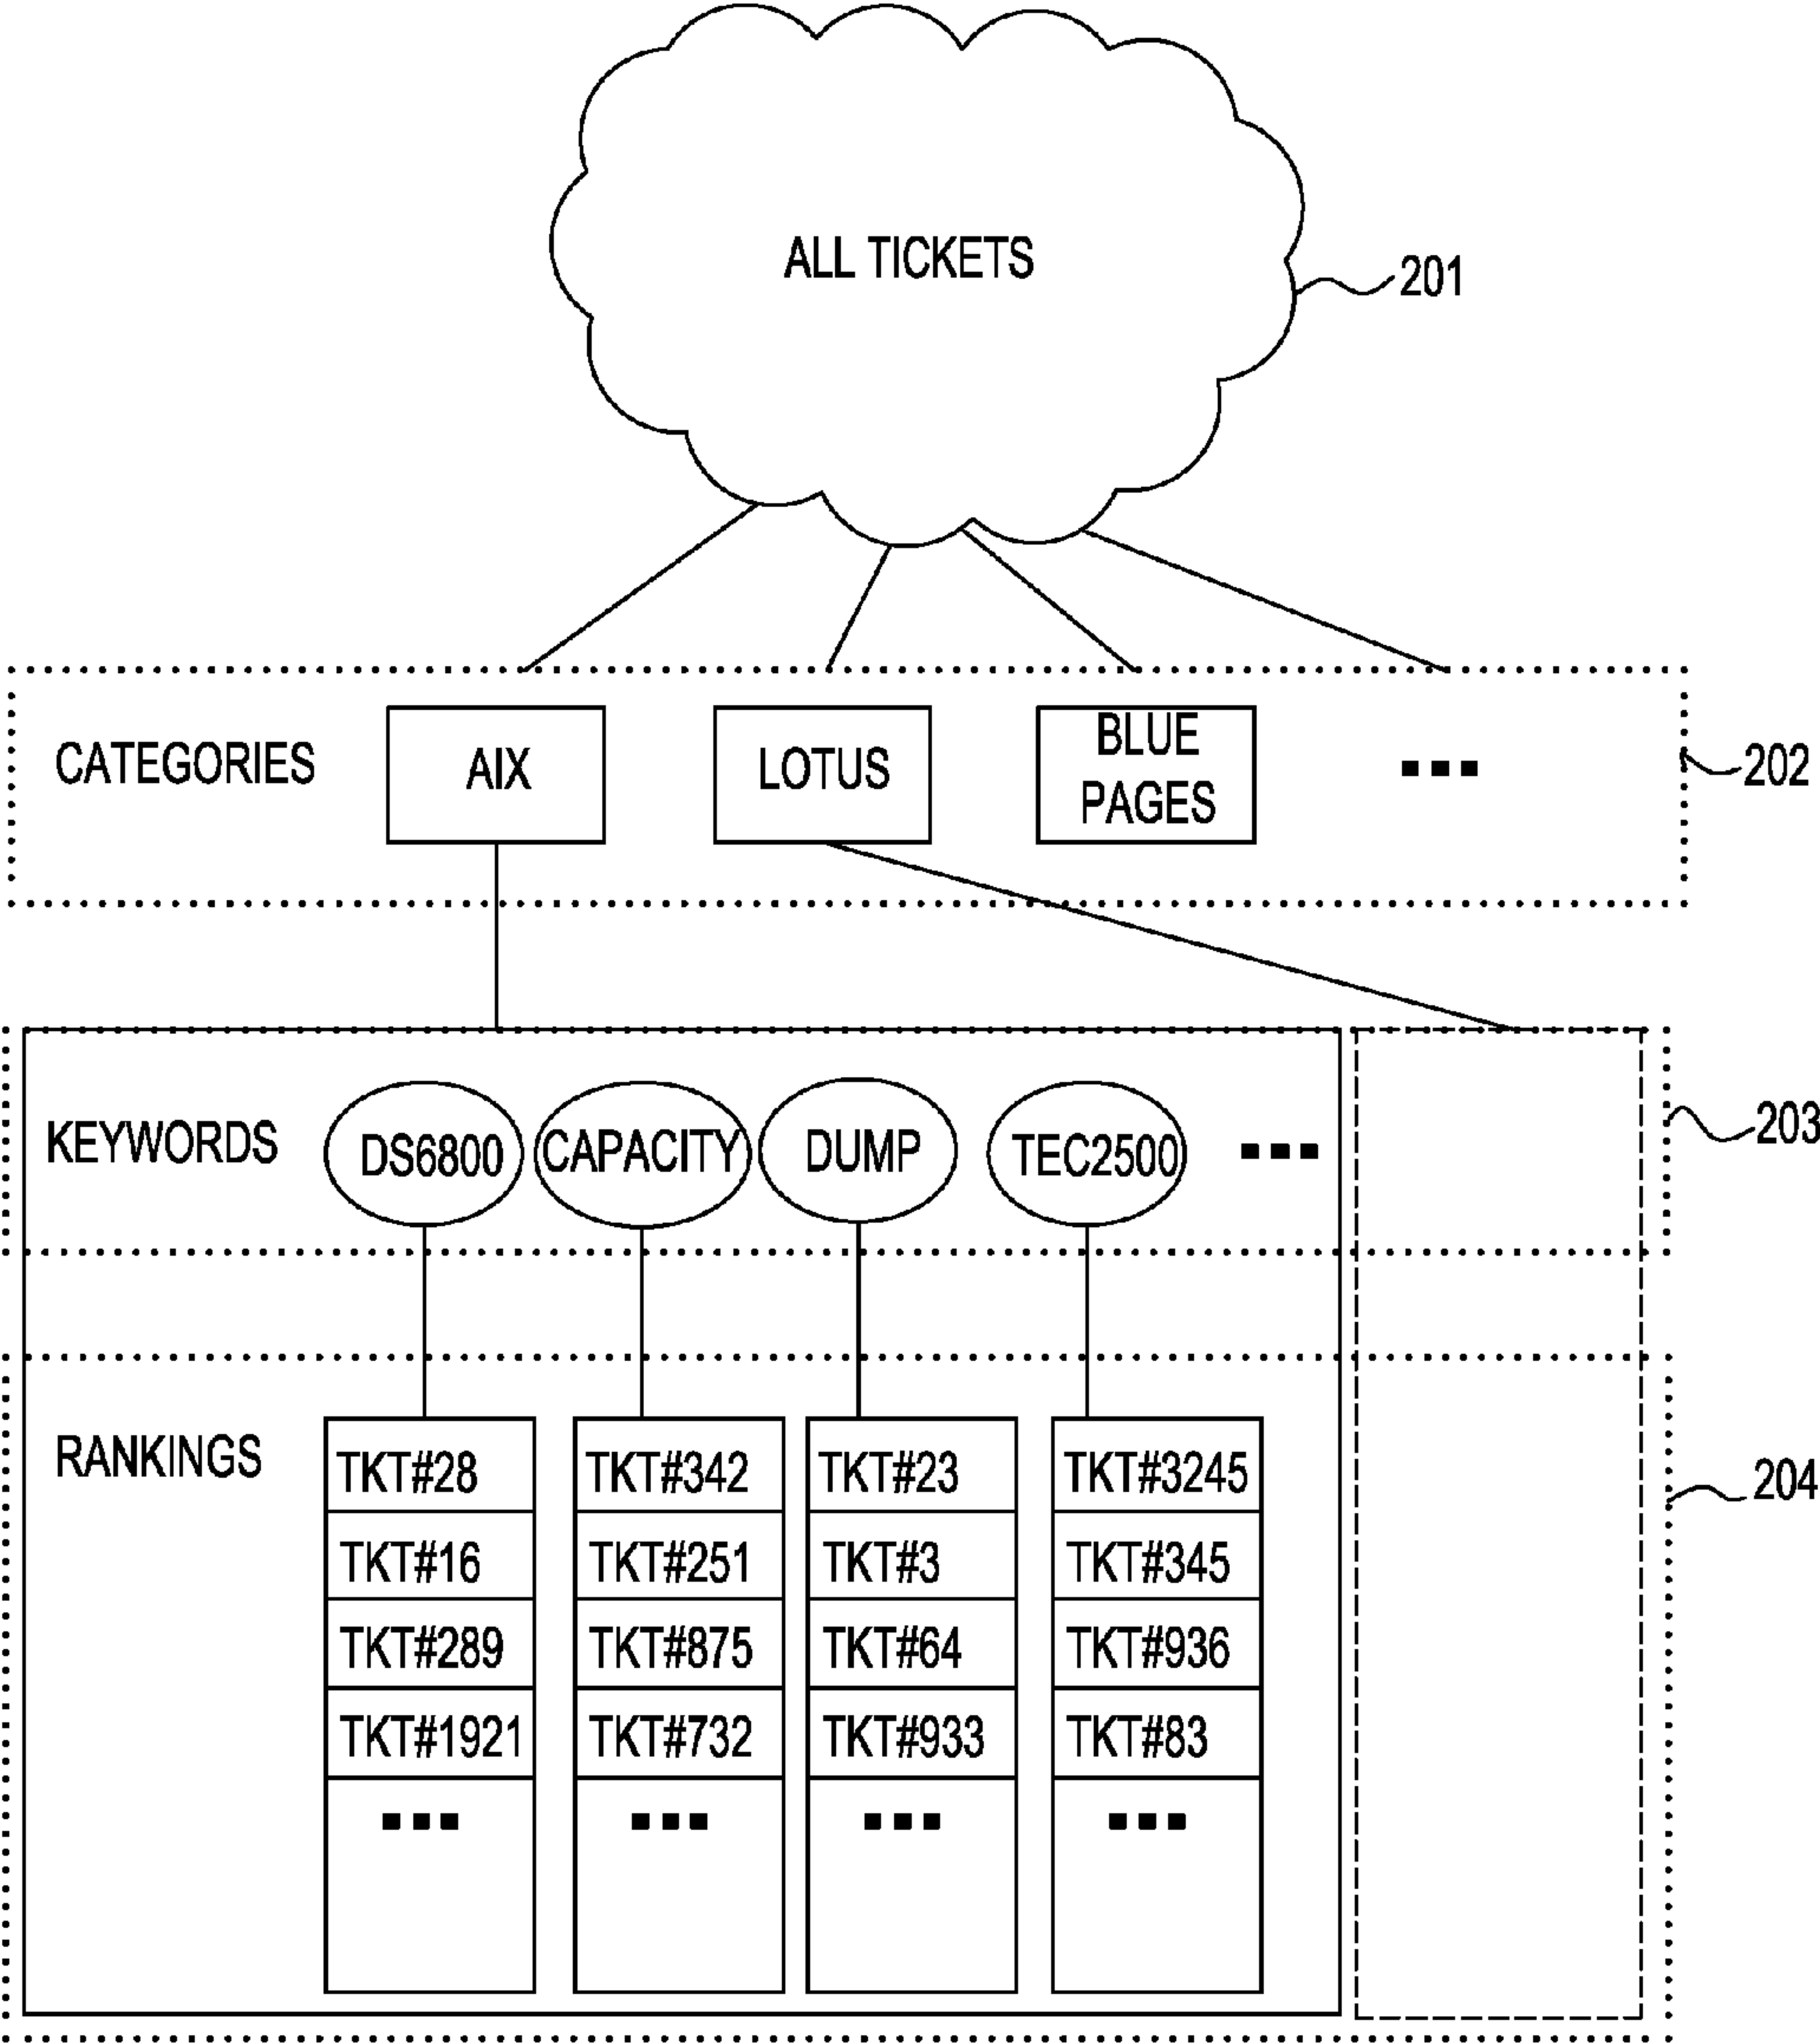 ALL TICKETS
201
CATEGORIES
AIX
LOTUS
BLUE
PAGES
...
202
KEYWORDS
DS6800
CAPACITY
DUMP
TEC2500
...
203
RANKINGS
TKT#28
TKT#342
TKT#23
TKT#3245
204
TKT#16
TKT#251
TKT#3
TKT#345
TKT#289
TKT#875
TKT#64
TKT#936
TKT#1921
TKT#732
TKT#933
TKT#83
...
...
...
...